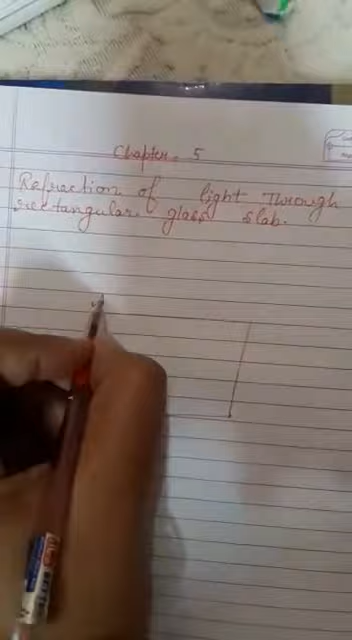 Chapter - 5
Refraction of light Through
rectangular glass slab.